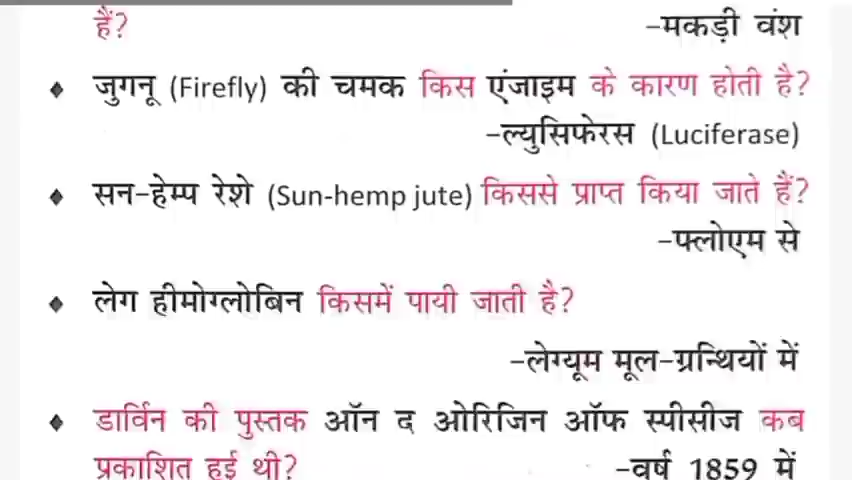 हैं? -मकड़ी वंश
♦ जुगनू (Firefly) की चमक किस एंजाइम के कारण होती है?
-ल्युसिफेरस (Luciferase)
♦ सन-हेम्प रेशे (Sun-hemp jute) किससे प्राप्त किया जाते हैं?
-फ्लोएम से
♦ लेग हीमोग्लोबिन किसमें पायी जाती है?
-लेग्यूम मूल-ग्रन्थियों में
♦ डार्विन की पुस्तक ऑन द ओरिजिन ऑफ स्पीसीज कब
प्रकाशित हुई थी? -वर्ष 1859 में